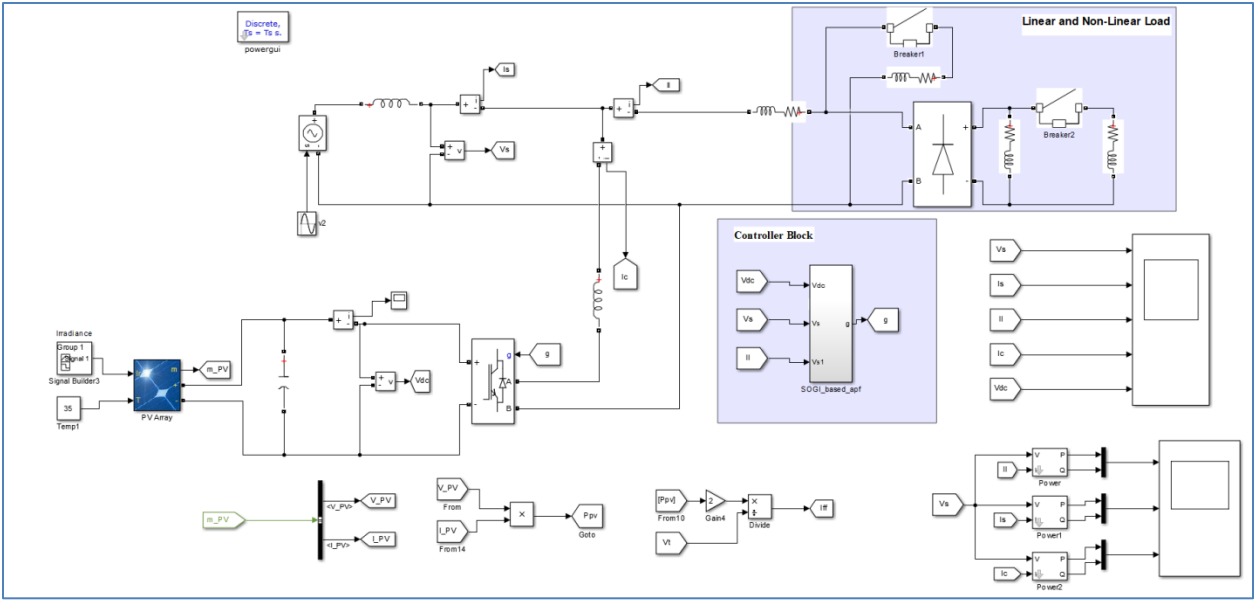 Discrete,
Ts = Ts s.
powergui
Linear and Non-Linear Load
Breaker1
Is
Il
i
+
-
i
+
-
Breaker2
A
+
B
-
+
-
v
Vs
+
-
i
v2
Ic
Controller Block
Vdc
Vs
Il
Vdc
Vs
Vs1
g
g
SOGI_based_apf
Vs
Is
Il
Ic
Vdc
Irradiance
Group 1
Signal 1
Signal Builder3
35
Temp1
m
PV Array
m_PV
+
-
i
+
-
v
Vdc
+
-
g
A
B
g
m_PV
<V_PV>
V_PV
<I_PV>
I_PV
V_PV
From
I_PV
From14
×
Ppv
Goto
[Ppv]
From10
2
Gain4
Vt
×
÷
Divide
Iff
Vs
Il
V
I
P
Q
Power
Is
V
I
P
Q
Power1
Ic
V
I
P
Q
Power2